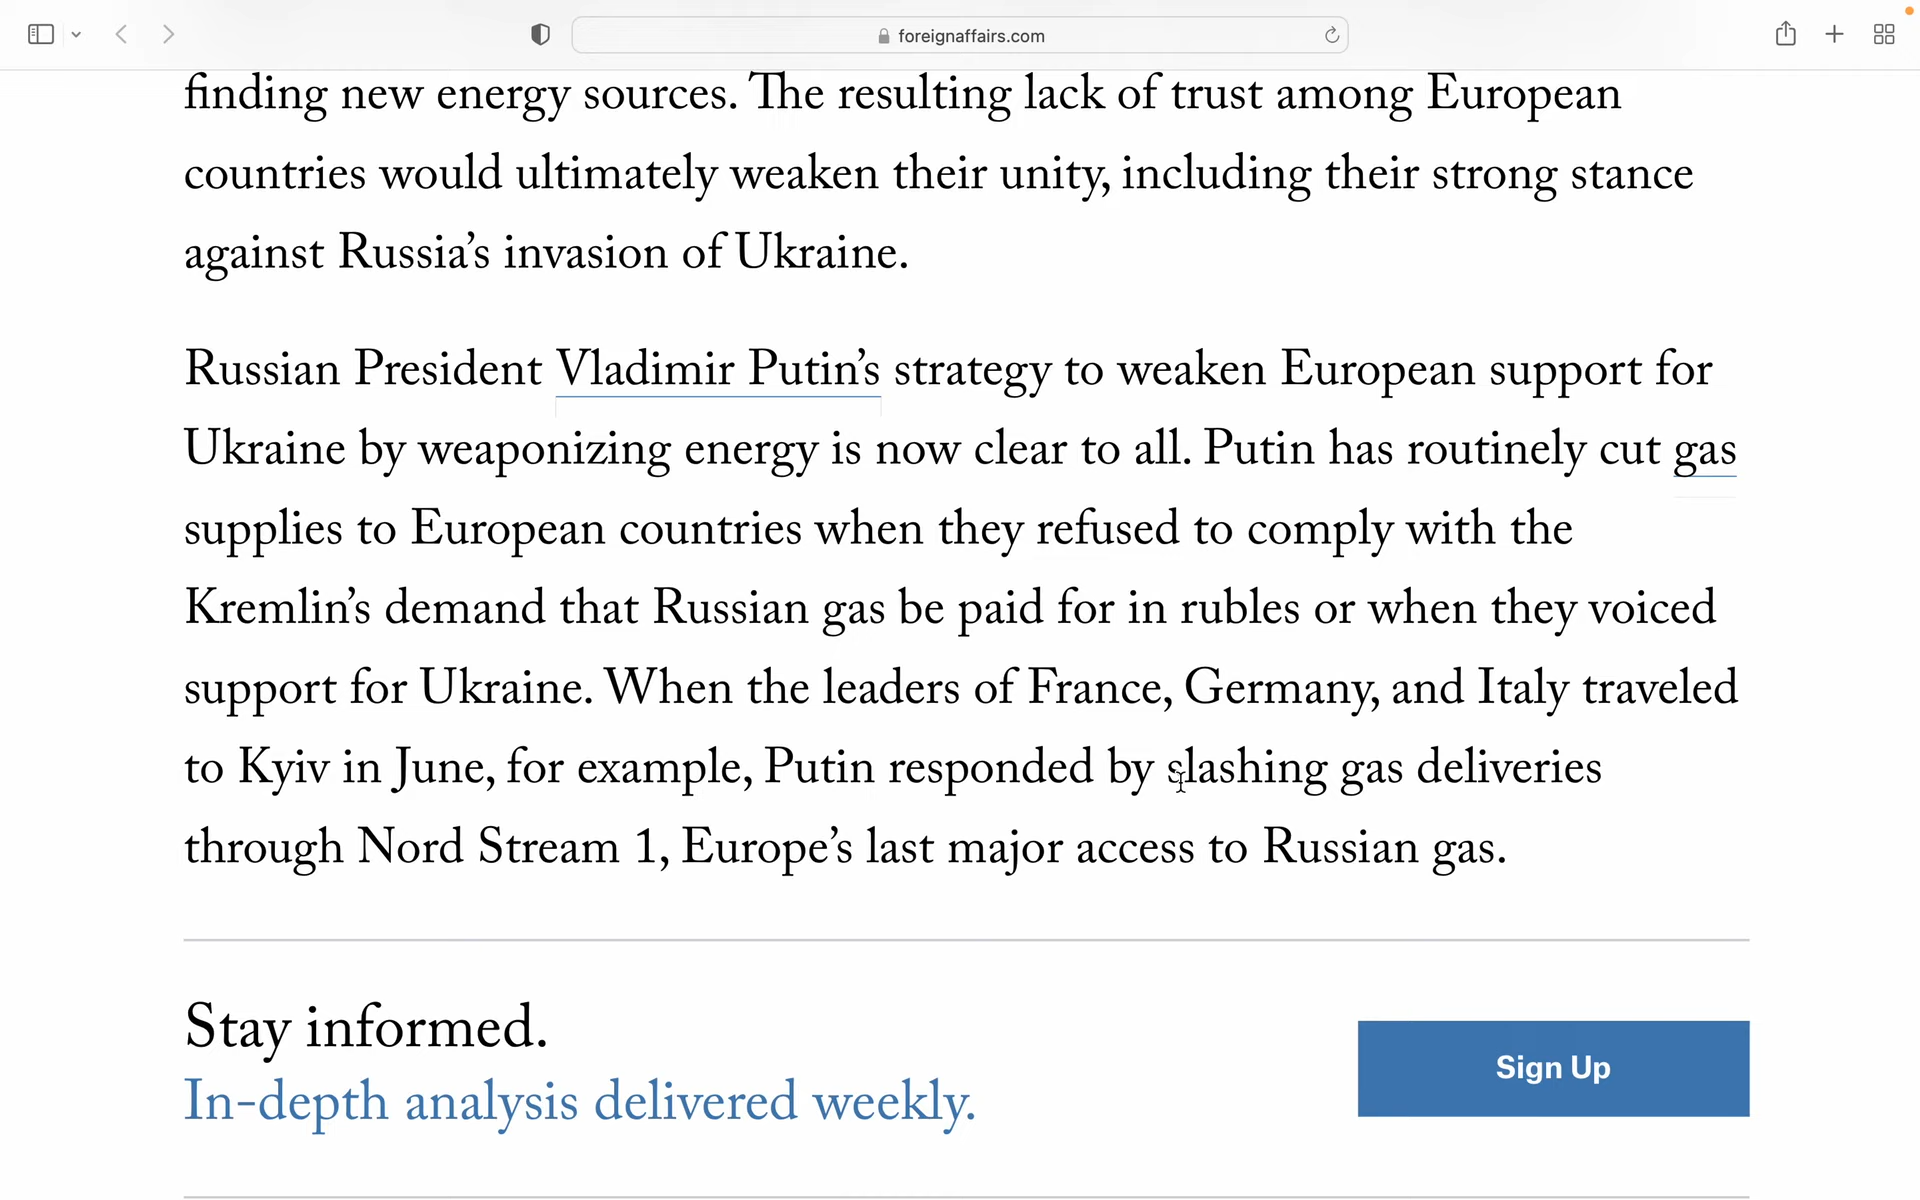 foreignaffairs.com
finding new energy sources. The resulting lack of trust among European
countries would ultimately weaken their unity, including their strong stance
against Russia’s invasion of Ukraine.
Russian President Vladimir Putin’s strategy to weaken European support for
Ukraine by weaponizing energy is now clear to all. Putin has routinely cut gas
supplies to European countries when they refused to comply with the
Kremlin’s demand that Russian gas be paid for in rubles or when they voiced
support for Ukraine. When the leaders of France, Germany, and Italy traveled
to Kyiv in June, for example, Putin responded by slashing gas deliveries
through Nord Stream 1, Europe’s last major access to Russian gas.
Stay informed.
In-depth analysis delivered weekly.
Sign Up